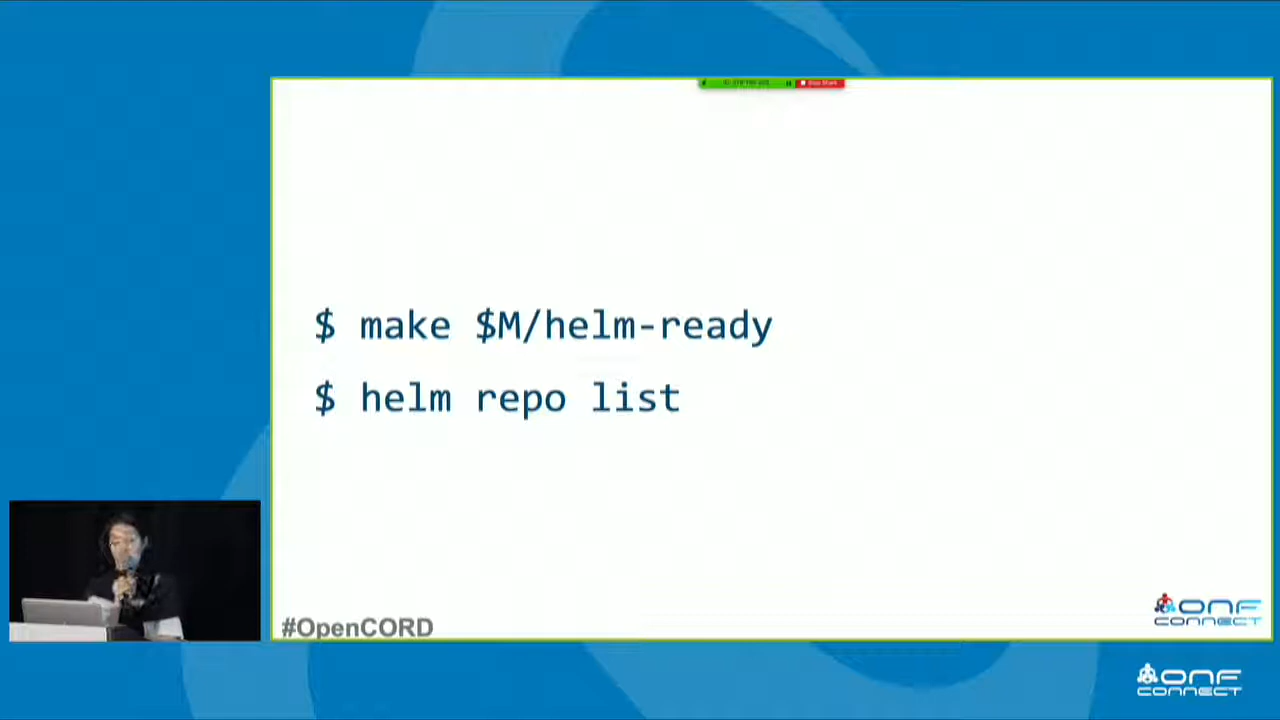 $ make $M/helm-ready
$ helm repo list
#OpenCORD
ONF
CONNECT
ONF
CONNECT